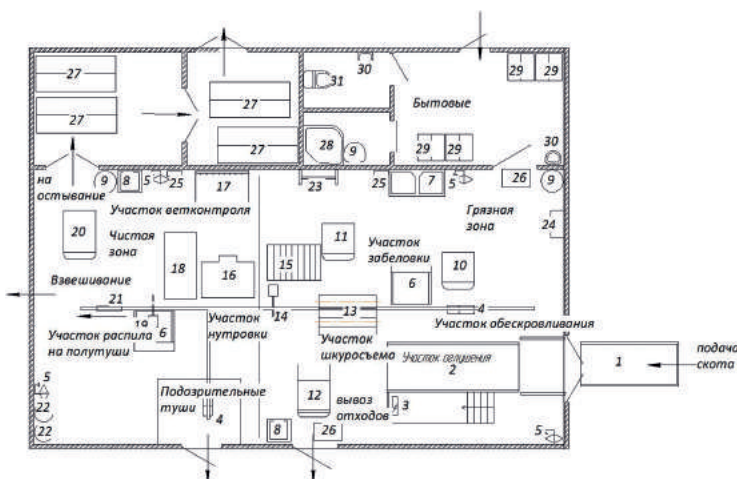 27
27
27
27
31
30
29
29
Бытовые
28
9
29
29
30
на
остывание
9
8
5
25
17
23
25
7
5
26
9
Участок ветконтроля
Грязная
зона
24
20
Чистая
зона
18
16
15
11
Участок
забеловки
6
10
Взвешивание
21
19
6
Участок распила
на полутуши
Участок
нутровки
14
13
4
Участок обескровливания
Участок
шкуросъема
Участок оглушения
2
1
подача
скота
5
22
22
Подозрительные
туши
4
12
вывоз
отходов
3
8
26
5